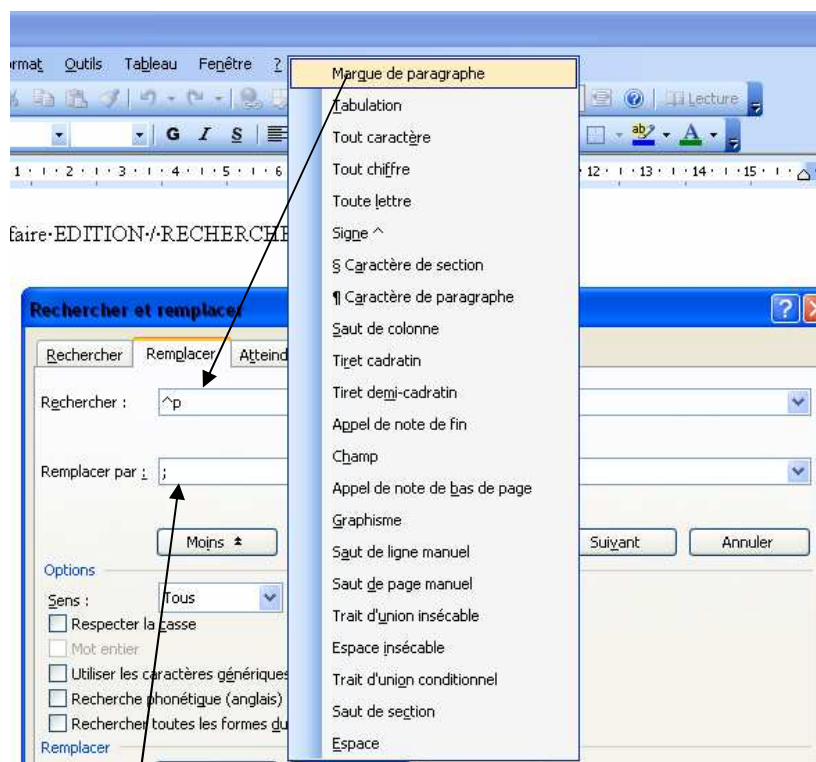 Outils Tableau Fenêtre ?
Lecture
G I S
1 2 3 4 5 6 12 13 14 15
faire·EDITION·/·RECHERCHE
Marque de paragraphe
Tabulation
Tout caractère
Tout chiffre
Toute lettre
Signe ^
§ Caractère de section
¶ Caractère de paragraphe
Saut de colonne
Tiret cadratin
Tiret demi-cadratin
Appel de note de fin
Champ
Appel de note de bas de page
Graphisme
Saut de ligne manuel
Saut de page manuel
Trait d'union insécable
Espace insécable
Trait d'union conditionnel
Saut de section
Espace
Rechercher et remplacer
Rechercher Remplacer Atteind
Rechercher : ^p
Remplacer par : ;
Moins Suivant Annuler
Options
Sens : Tous
Respecter la casse
Mot entier
Utiliser les caractères génériques
Recherche phonétique (anglais)
Rechercher toutes les formes du
Remplacer